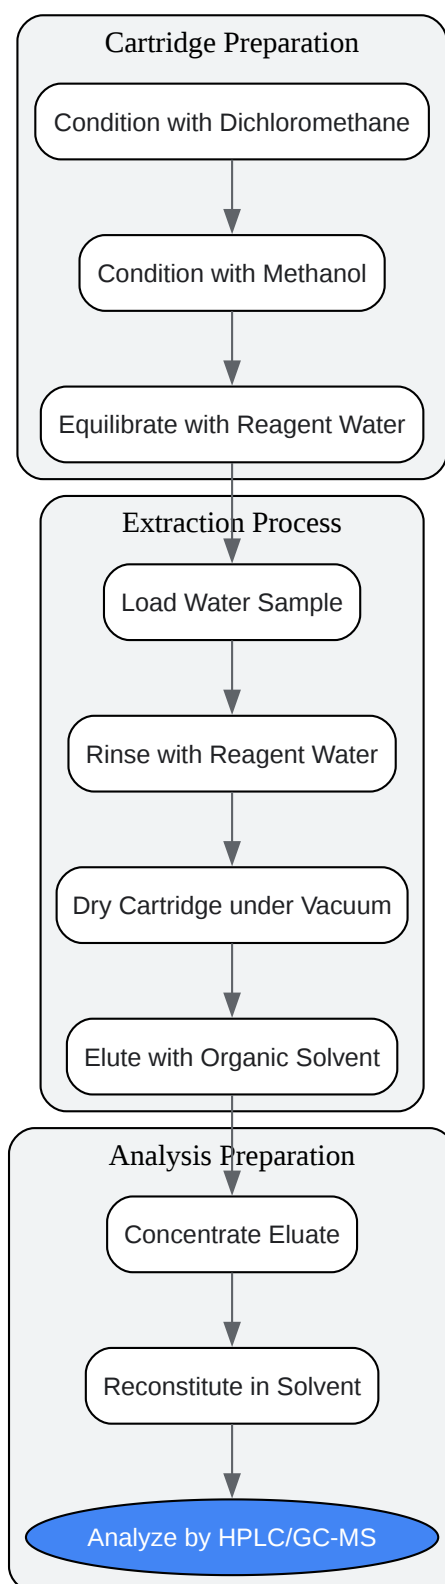 Cartridge Preparation
Condition with Dichloromethane
Condition with Methanol
Equilibrate with Reagent Water
Extraction Process
Load Water Sample
Rinse with Reagent Water
Dry Cartridge under Vacuum
Elute with Organic Solvent
Analysis Preparation
Concentrate Eluate
Reconstitute in Solvent
Analyze by HPLC/GC-MS